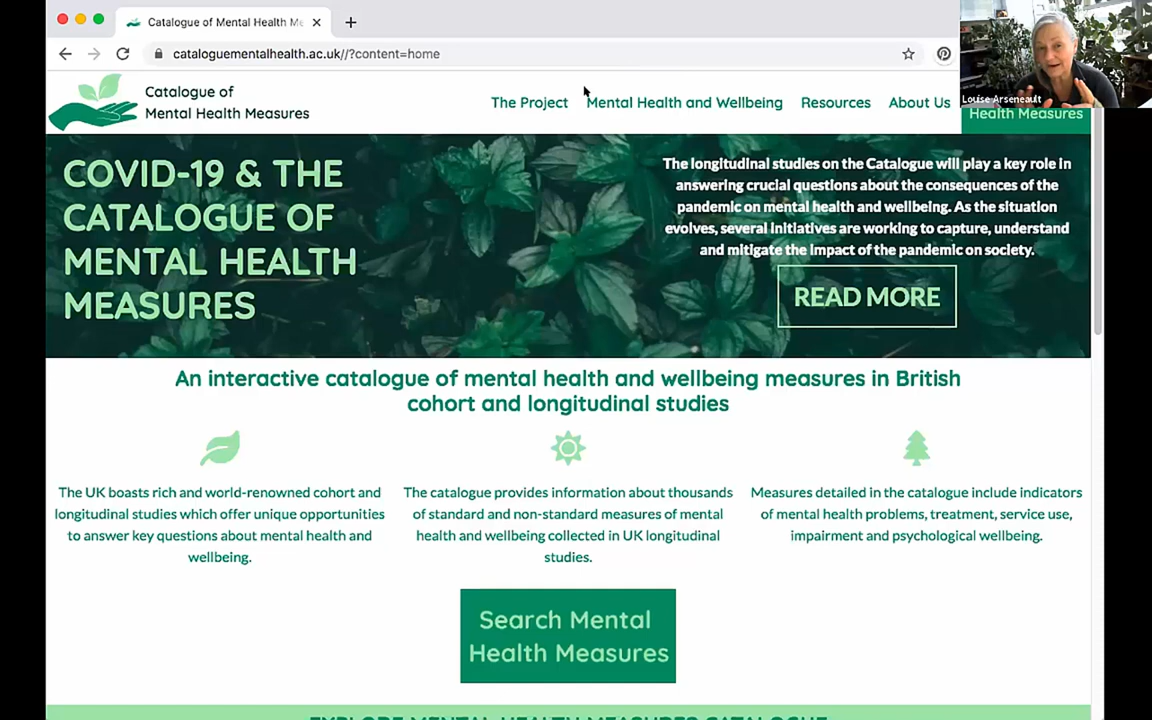 Catalogue of Mental Health Me
cataloguementalhealth.ac.uk//?content=home
Louise Arseneault
Catalogue of
Mental Health Measures
The Project
Mental Health and Wellbeing
Resources
About Us
Health Measures
COVID-19 & THE
CATALOGUE OF
MENTAL HEALTH
MEASURES
The longitudinal studies on the Catalogue will play a key role in
answering crucial questions about the consequences of the
pandemic on mental health and wellbeing. As the situation
evolves, several initiatives are working to capture, understand
and mitigate the impact of the pandemic on society.
READ MORE
An interactive catalogue of mental health and wellbeing measures in British
cohort and longitudinal studies
The UK boasts rich and world-renowned cohort and
longitudinal studies which offer unique opportunities
to answer key questions about mental health and
wellbeing.
The catalogue provides information about thousands
of standard and non-standard measures of mental
health and wellbeing collected in UK longitudinal
studies.
Measures detailed in the catalogue include indicators
of mental health problems, treatment, service use,
impairment and psychological wellbeing.
Search Mental
Health Measures
EXPLORE MENTAL HEALTH MEASURES CATALOGUE